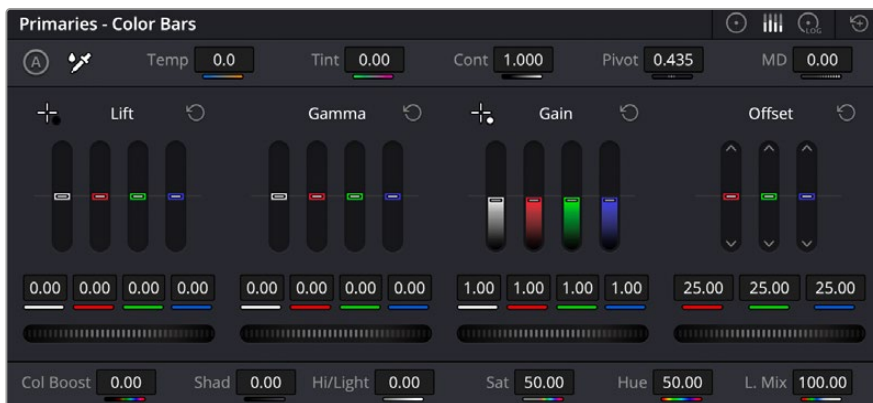 Primaries - Color Bars
LOG
A Temp 0.0 Tint 0.00 Cont 1.000 Pivot 0.435 MD 0.00
Lift Gamma Gain Offset
0.00 0.00 0.00 0.00 0.00 0.00 0.00 0.00 1.00 1.00 1.00 1.00 25.00 25.00 25.00
Col Boost 0.00 Shad 0.00 Hi/Light 0.00 Sat 50.00 Hue 50.00 L. Mix 100.00